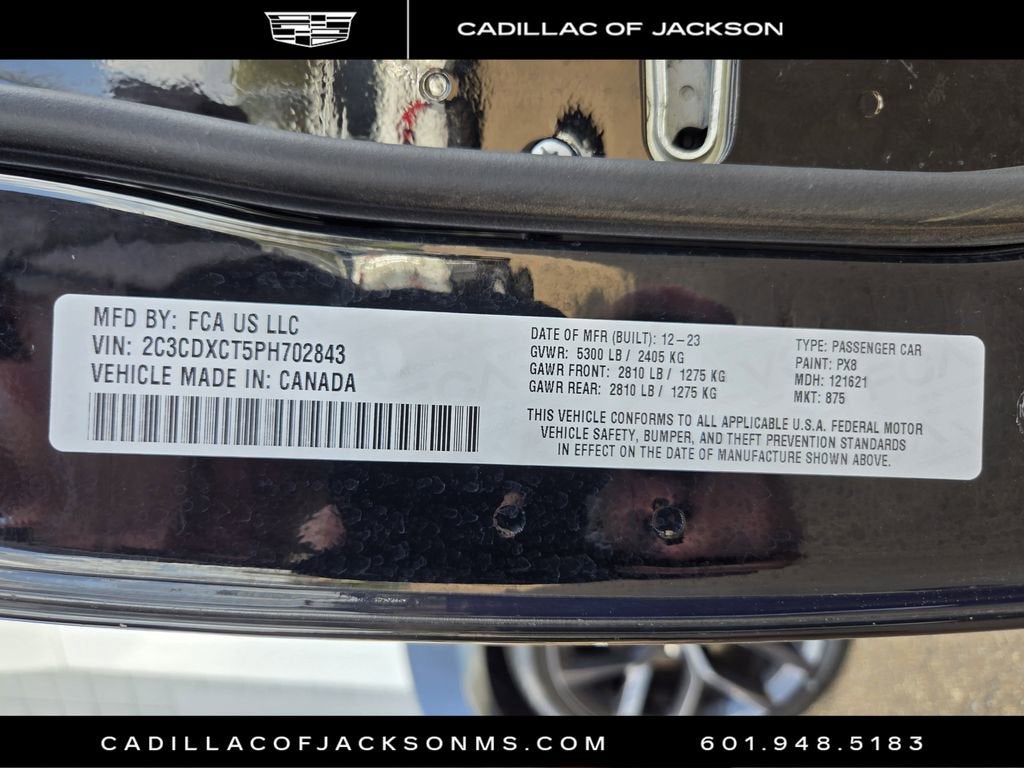 CADILLAC OF JACKSON
MFD BY: FCA US LLC
VIN: 2C3CDXCT5PH702843
VEHICLE MADE IN: CANADA
DATE OF MFR (BUILT): 12-23
GVWR: 5300 LB / 2405 KG
GAWR FRONT: 2810 LB / 1275 KG
GAWR REAR: 2810 LB / 1275 KG
TYPE: PASSENGER CAR
PAINT: PX8
MDH: 121621
MKT: 875
THIS VEHICLE CONFORMS TO ALL APPLICABLE U.S.A. FEDERAL MOTOR
VEHICLE SAFETY, BUMPER, AND THEFT PREVENTION STANDARDS
IN EFFECT ON THE DATE OF MANUFACTURE SHOWN ABOVE.
CADILLACOFJACKSONMS.COM
601.948.5183